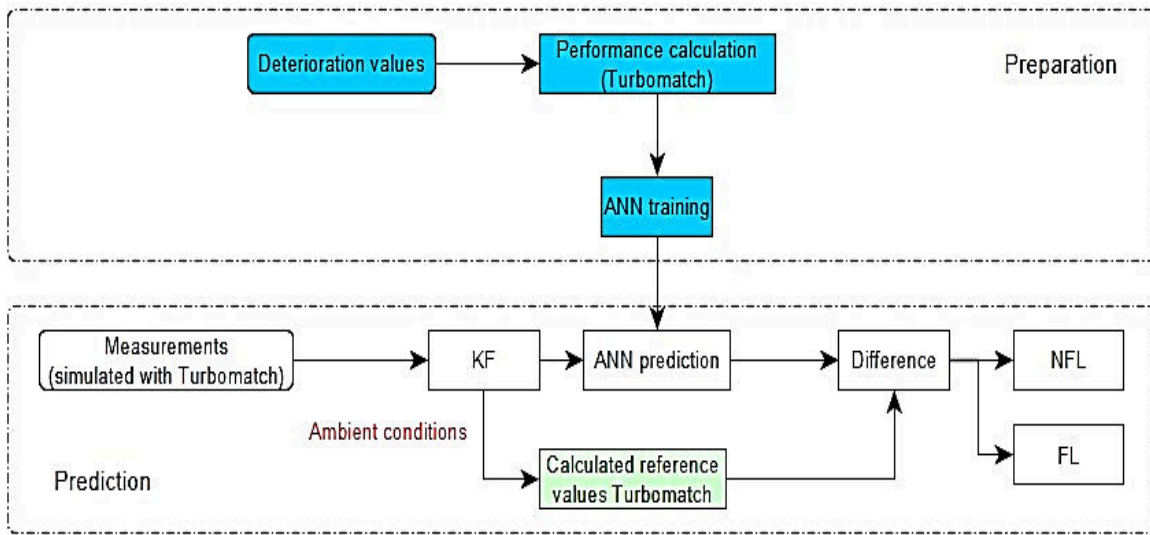 Deterioration values
Performance calculation
(Turbomatch)
Preparation
ANN training
Measurements
(simulated with Turbomatch)
KF
ANN prediction
Difference
NFL
Ambient conditions
Calculated reference
values Turbomatch
FL
Prediction